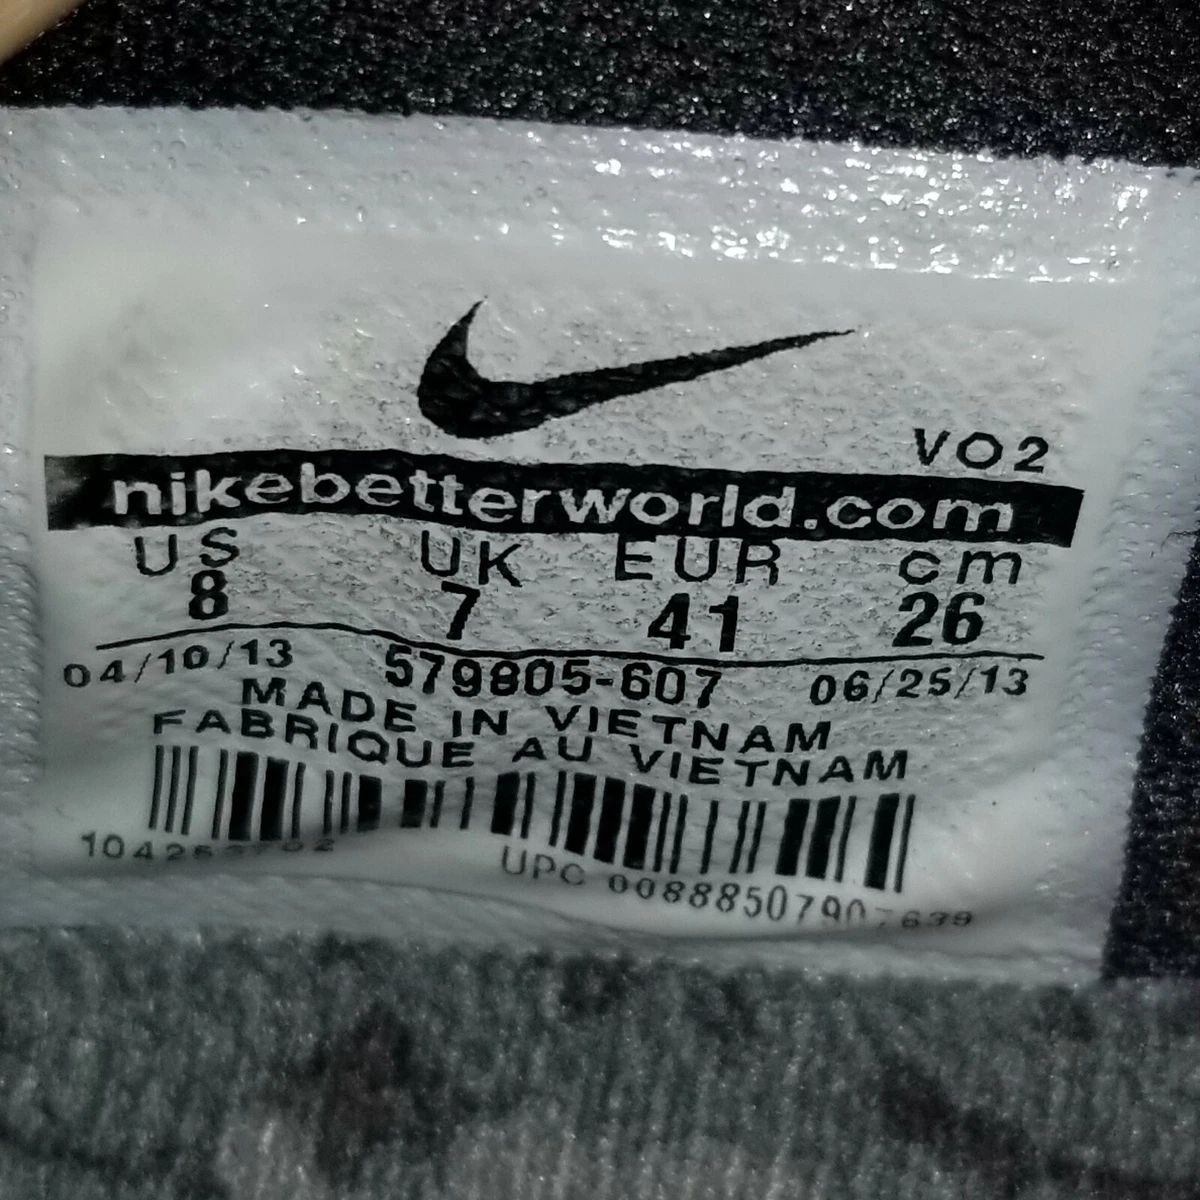 VO2
nikebetterworld.com
US UK EUR cm
8 7 41 26
04/10/13 579805-607 06/25/13
MADE IN VIETNAM
FABRIQUE AU VIETNAM
UPC 00888507907639